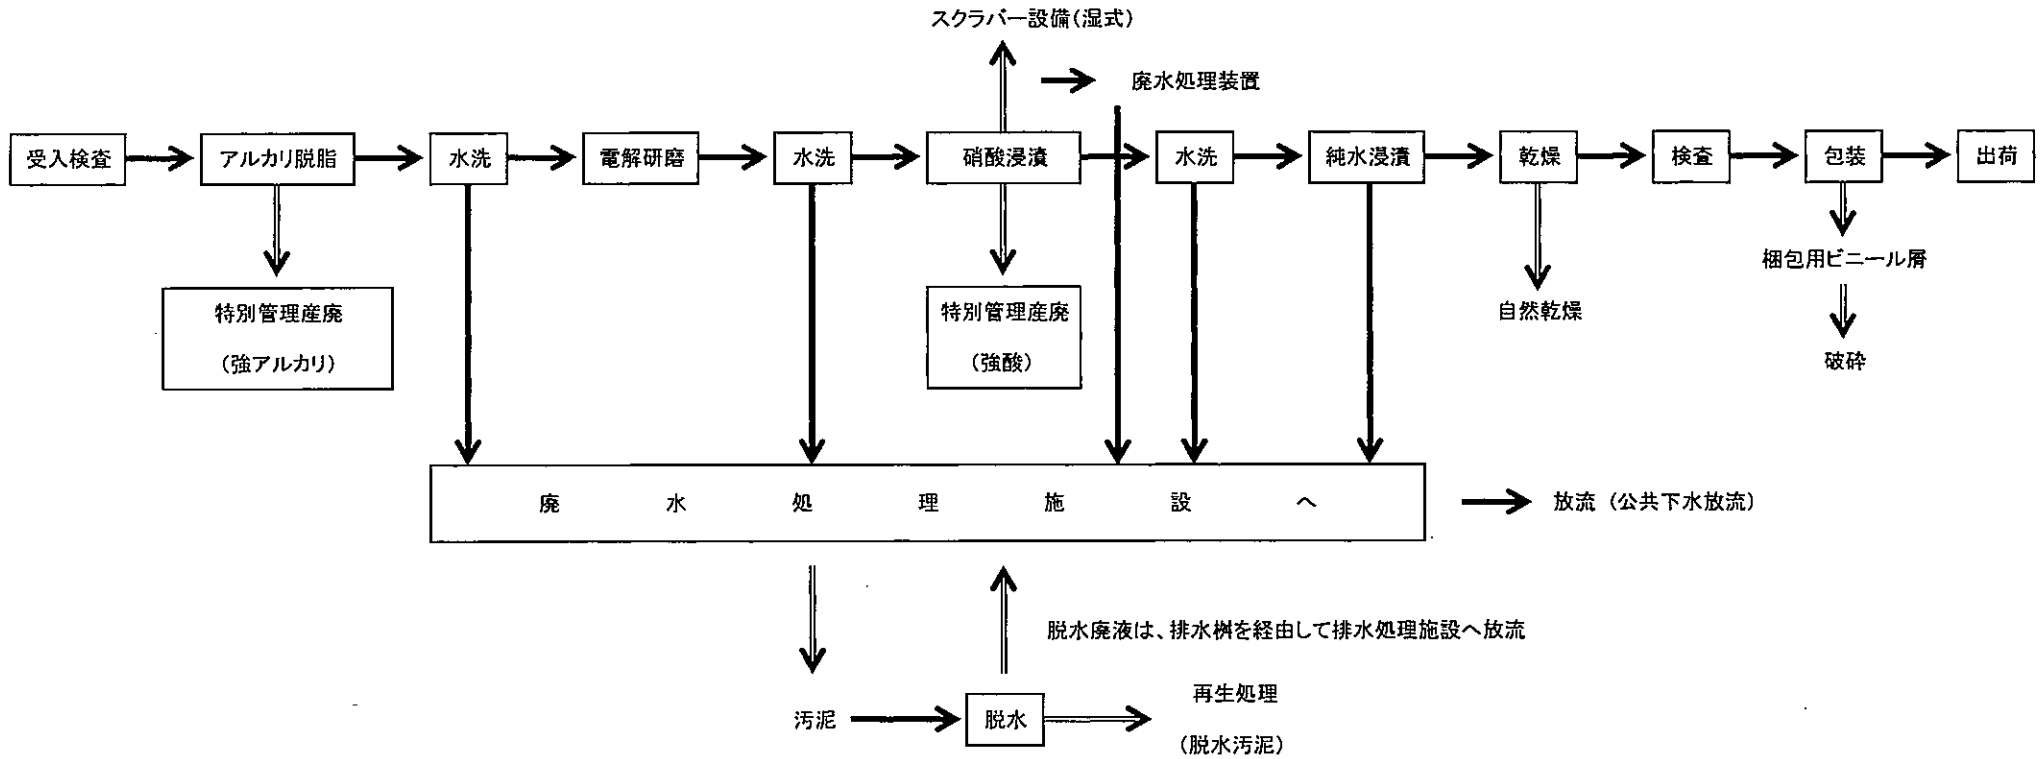 スクラバー設備(湿式)
廃水処理装置
受入検査
アルカリ脱脂
水洗
電解研磨
水洗
硝酸浸漬
水洗
純水浸漬
乾燥
検査
包装
出荷
梱包用ビニール屑
特別管理産廃
(強アルカリ)
特別管理産廃
(強酸)
自然乾燥
破砕
廃水処理施設へ
放流(公共下水放流)
脱水廃液は、排水桝を経由して排水処理施設へ放流
汚泥
脱水
再生処理
(脱水汚泥)